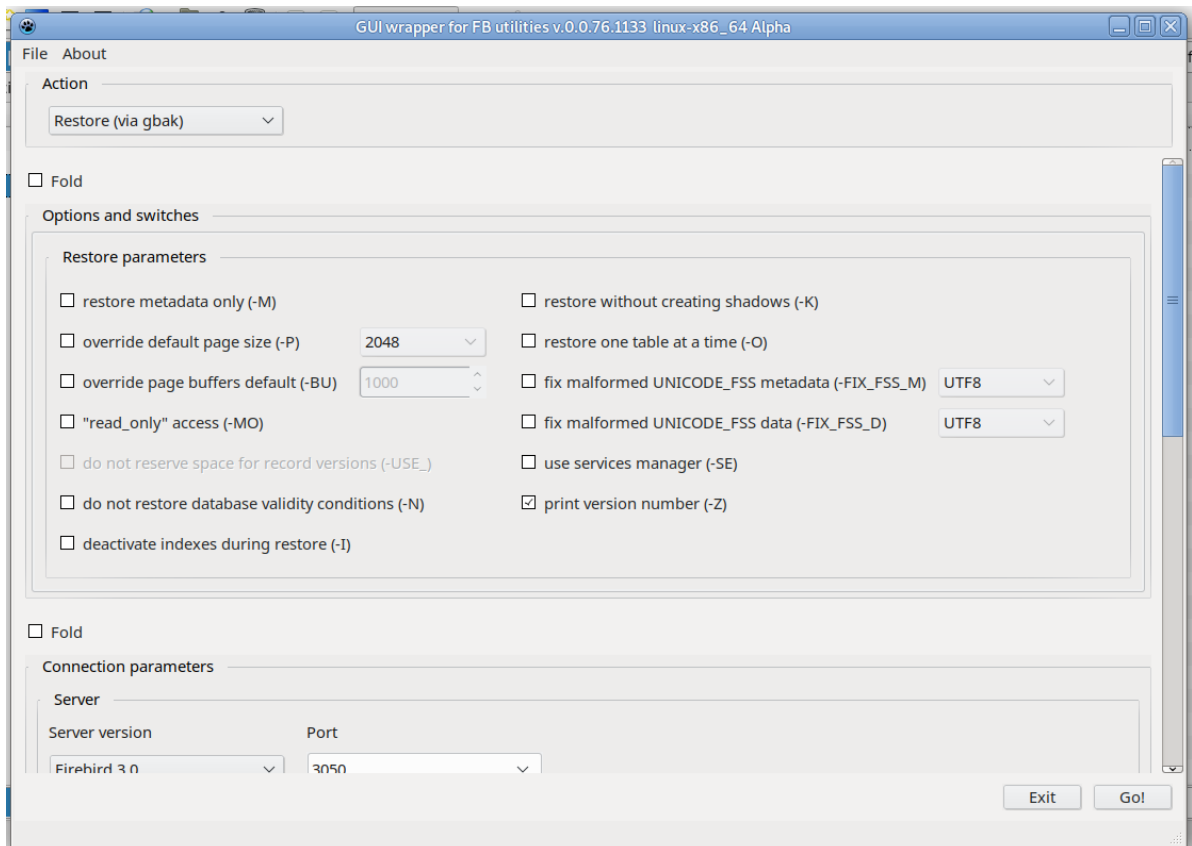 GUI wrapper for FB utilities v.0.0.76.1133 linux-x86_64 Alpha
File About
Action
Restore (via gbak)
Fold
Options and switches
Restore parameters
restore metadata only (-M)
restore without creating shadows (-K)
override default page size (-P) 2048
restore one table at a time (-O)
override page buffers default (-BU) 1000
fix malformed UNICODE_FSS metadata (-FIX_FSS_M) UTF8
"read_only" access (-MO)
fix malformed UNICODE_FSS data (-FIX_FSS_D) UTF8
do not reserve space for record versions (-USE_)
use services manager (-SE)
do not restore database validity conditions (-N)
print version number (-Z)
deactivate indexes during restore (-I)
Fold
Connection parameters
Server
Server version Port
Firebird 3.0 3050
Exit Go!